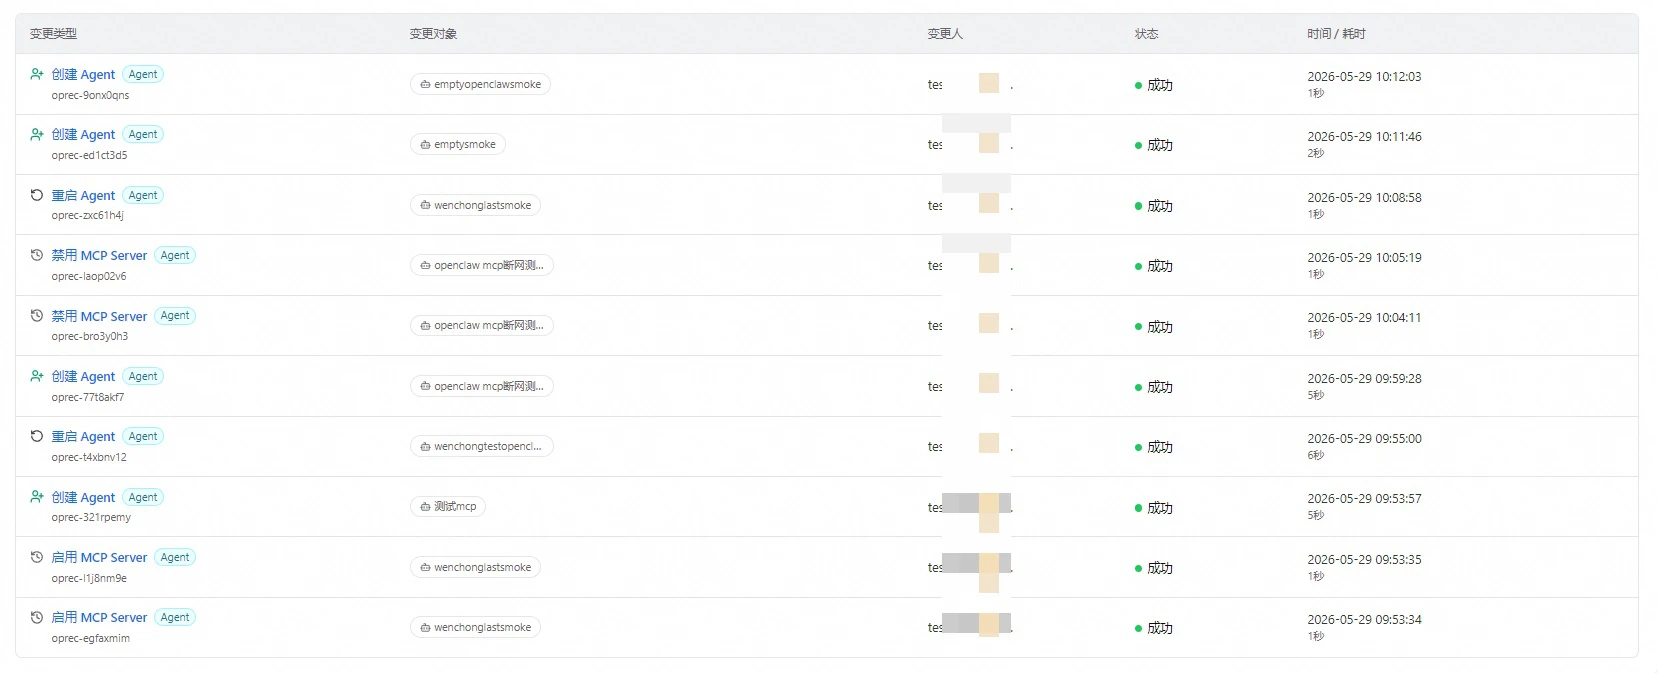 变更类型 变更对象 变更人 状态 时间 / 耗时
创建 Agent Agent emptyopenclawsmoke tes . 成功 2026-05-29 10:12:03
oprec-9onx0qns 1秒
创建 Agent Agent emptysmoke tes . 成功 2026-05-29 10:11:46
oprec-ed1ct3d5 2秒
重启 Agent Agent wenchonglastsmoke tes . 成功 2026-05-29 10:08:58
oprec-zxc61h4j 1秒
禁用 MCP Server Agent openclaw mcp断网测... tes . 成功 2026-05-29 10:05:19
oprec-laop02v6 1秒
禁用 MCP Server Agent openclaw mcp断网测... tes . 成功 2026-05-29 10:04:11
oprec-bro3y0h3 1秒
创建 Agent Agent openclaw mcp断网测... tes . 成功 2026-05-29 09:59:28
oprec-77t8akf7 5秒
重启 Agent Agent wenchongtestopencl... tes . 成功 2026-05-29 09:55:00
oprec-t4xbnv12 6秒
创建 Agent Agent 测试mcp tes . 成功 2026-05-29 09:53:57
oprec-321rpemy 5秒
启用 MCP Server Agent wenchonglastsmoke tes . 成功 2026-05-29 09:53:35
oprec-l1j8nm9e 1秒
启用 MCP Server Agent wenchonglastsmoke tes . 成功 2026-05-29 09:53:34
oprec-egfaxmim 1秒